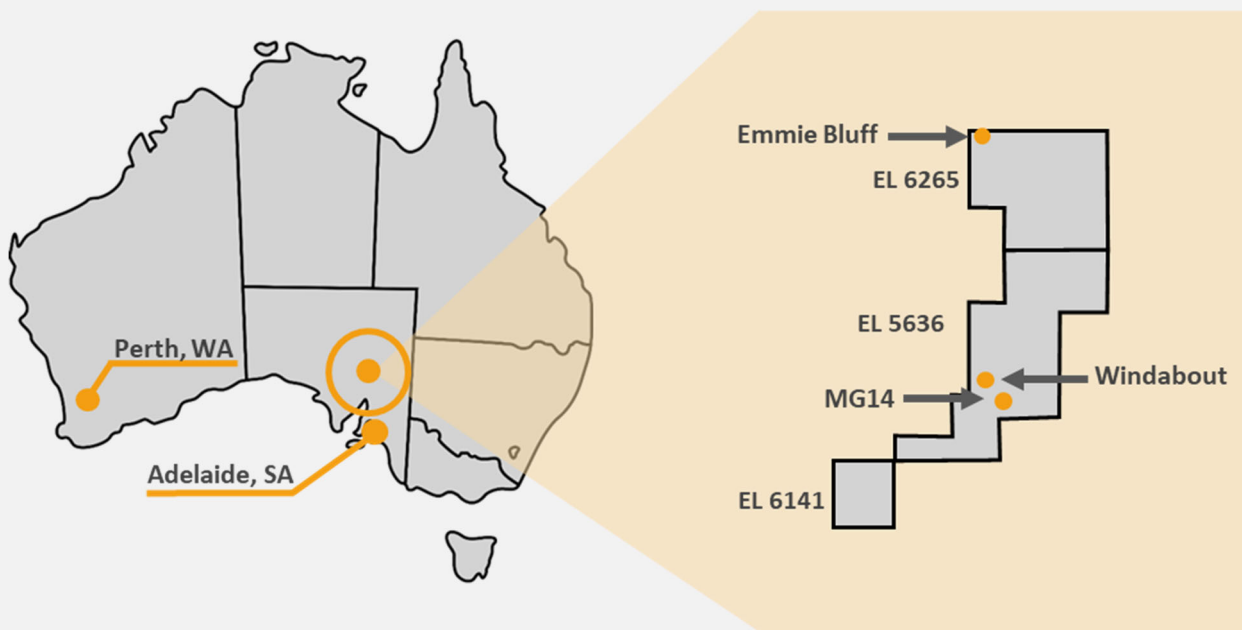 Perth, WA
Adelaide, SA
Emmie Bluff
EL 6265
EL 5636
Windabout
MG14
EL 6141